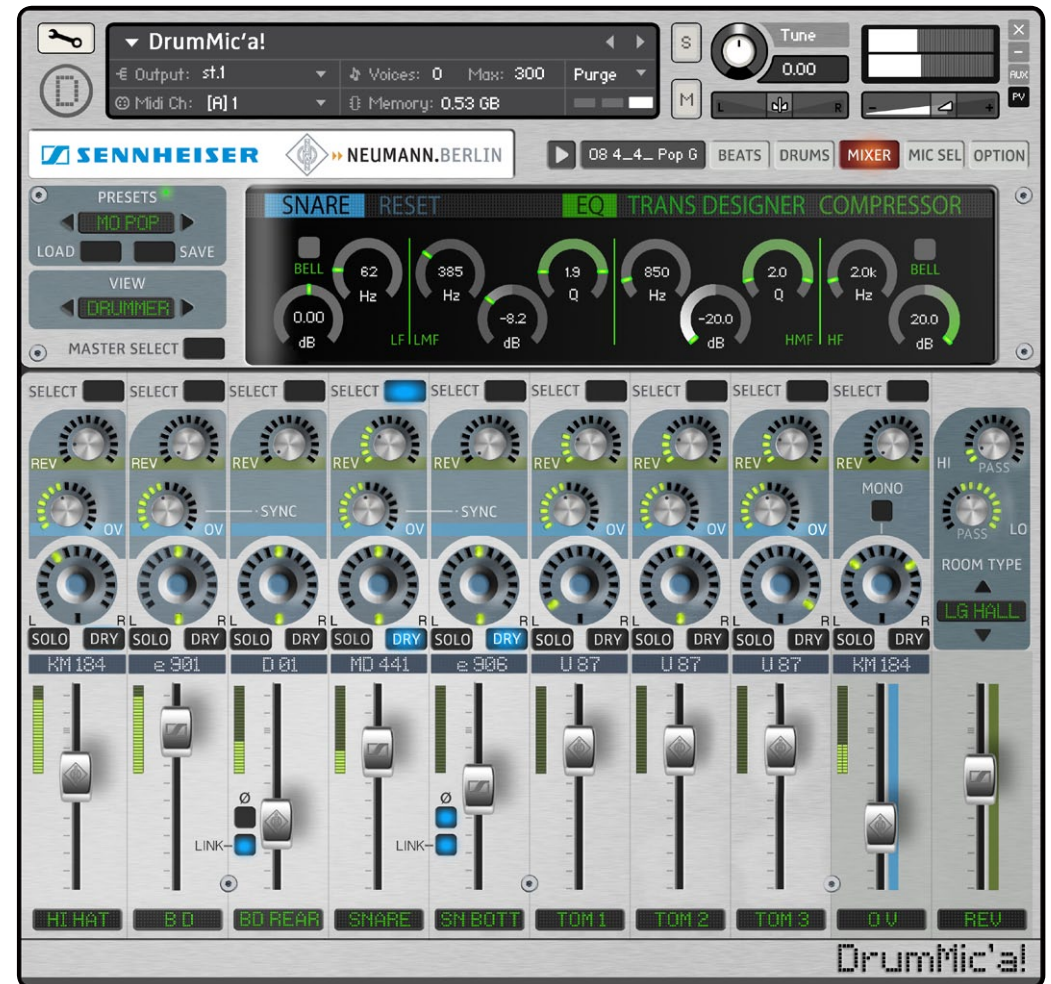 DrumMic'a!
Output: st.1 Voices: 0 Max: 300 Purge
Midi Ch: [A] 1 Memory: 0.53 GB
S
M
Tune
0.00
L R
- +
×
-
AUX
PV
D
SENNHEISER NEUMANN.BERLIN
08 4_4_ Pop G BEATS DRUMS MIXER MIC SEL OPTION
PRESETS
MO POP
LOAD SAVE
VIEW
DRUMMER
MASTER SELECT
SNARE RESET EQ TRANS DESIGNER COMPRESSOR
BELL 62 Hz 385 Hz 1.9 Q 850 Hz 2.0 Q 2.0k Hz BELL
0.00 dB LF LMF -8.2 dB -20.0 dB HMF HF 20.0 dB
SELECT SELECT SELECT SELECT SELECT SELECT SELECT SELECT SELECT
REV REV REV REV REV REV REV REV REV HI PASS
OV OV SYNC OV SYNC OV OV OV MONO PASS LO
ROOM TYPE
LG HALL
L R L R L R L R L R L R L R L R L R
SOLO DRY SOLO DRY SOLO DRY SOLO DRY SOLO DRY SOLO DRY SOLO DRY SOLO DRY SOLO DRY
KM 184 e 901 D 01 MD 441 e 906 U 87 U 87 U 87 KM 184
Ø Ø
LINK LINK
HI HAT B D BD REAR SNARE SN BOTT TOM 1 TOM 2 TOM 3 O V REV
DrumMic'a!